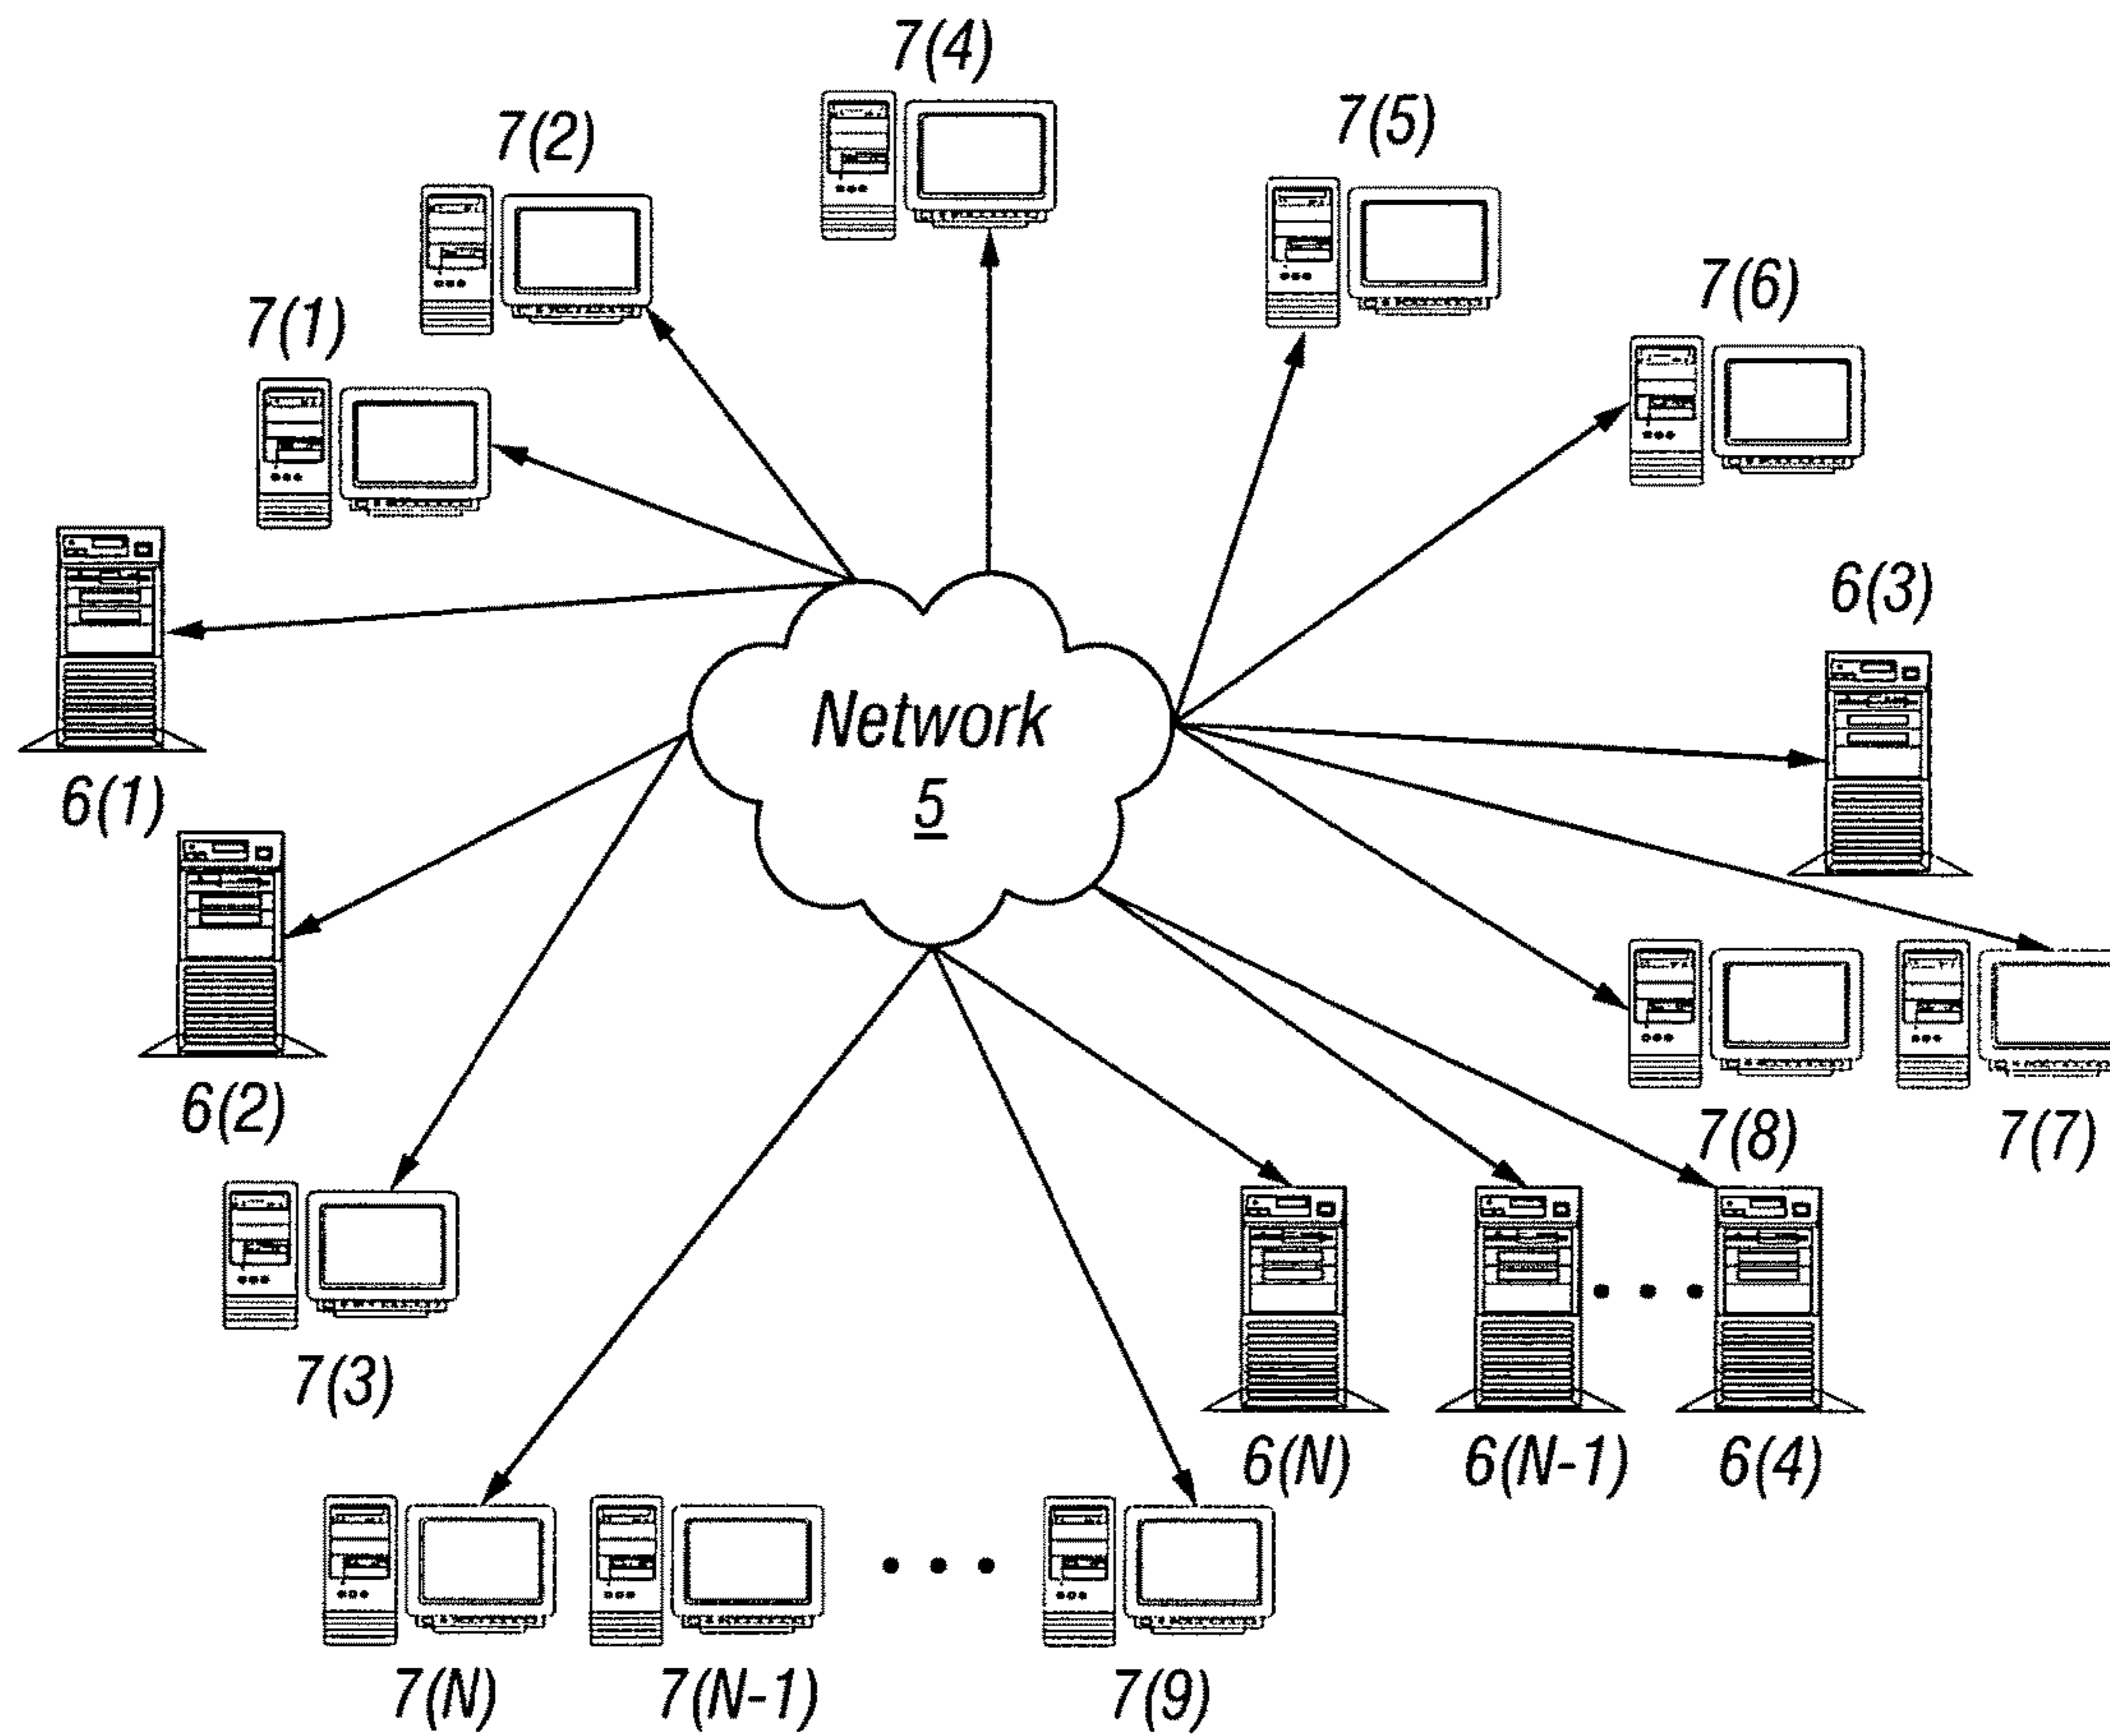 7(4)
7(2)
7(5)
7(6)
7(1)
6(3)
Network
5
6(1)
6(2)
7(8)
7(7)
7(3)
6(N)
6(N-1)
6(4)
7(N)
7(N-1)
7(9)